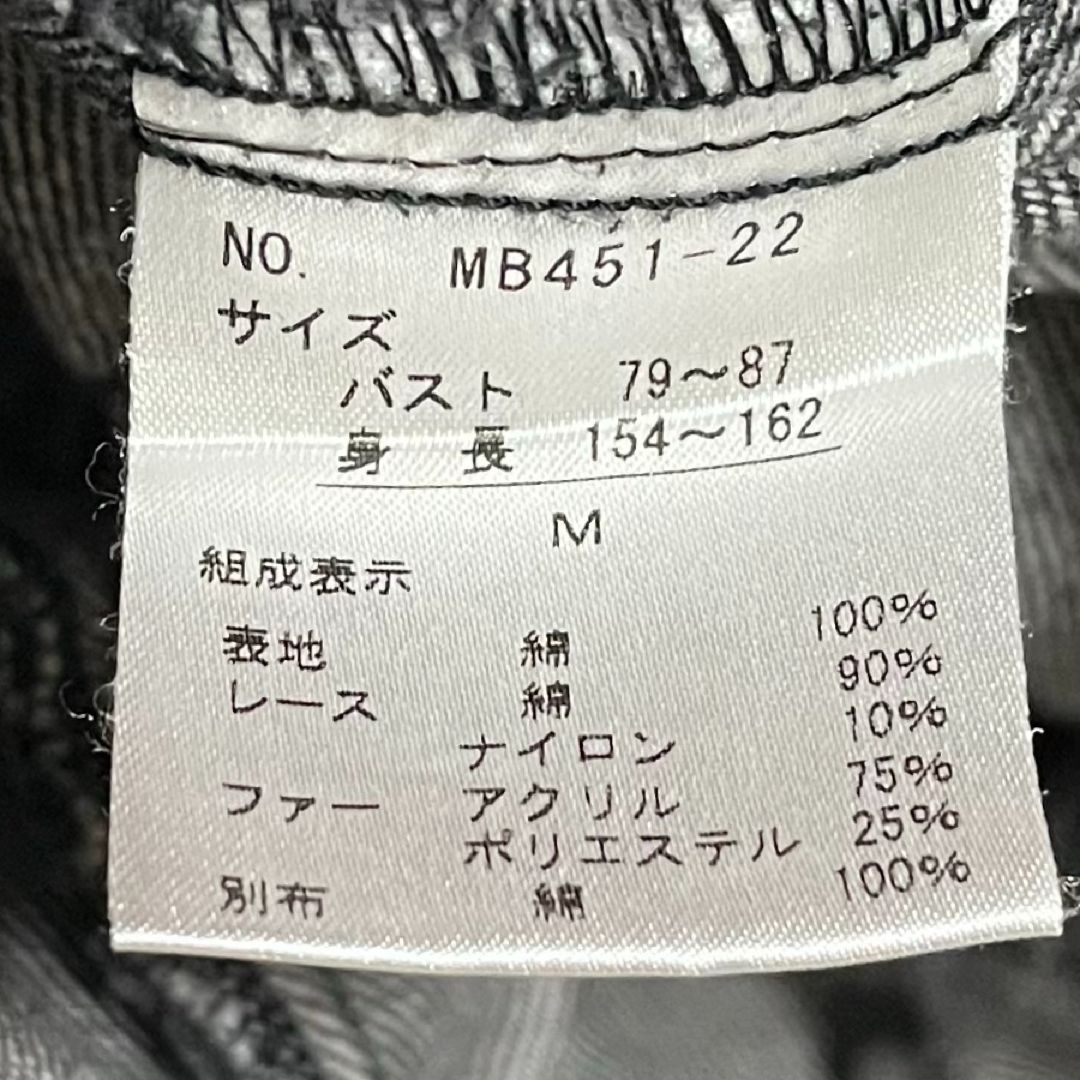 NO. MB451-22
サイズ
バスト 79～87
身長 154～162
M
組成表示
表地 綿 100%
レース 綿 90%
ナイロン 10%
ファー アクリル 75%
ポリエステル 25%
別布 綿 100%